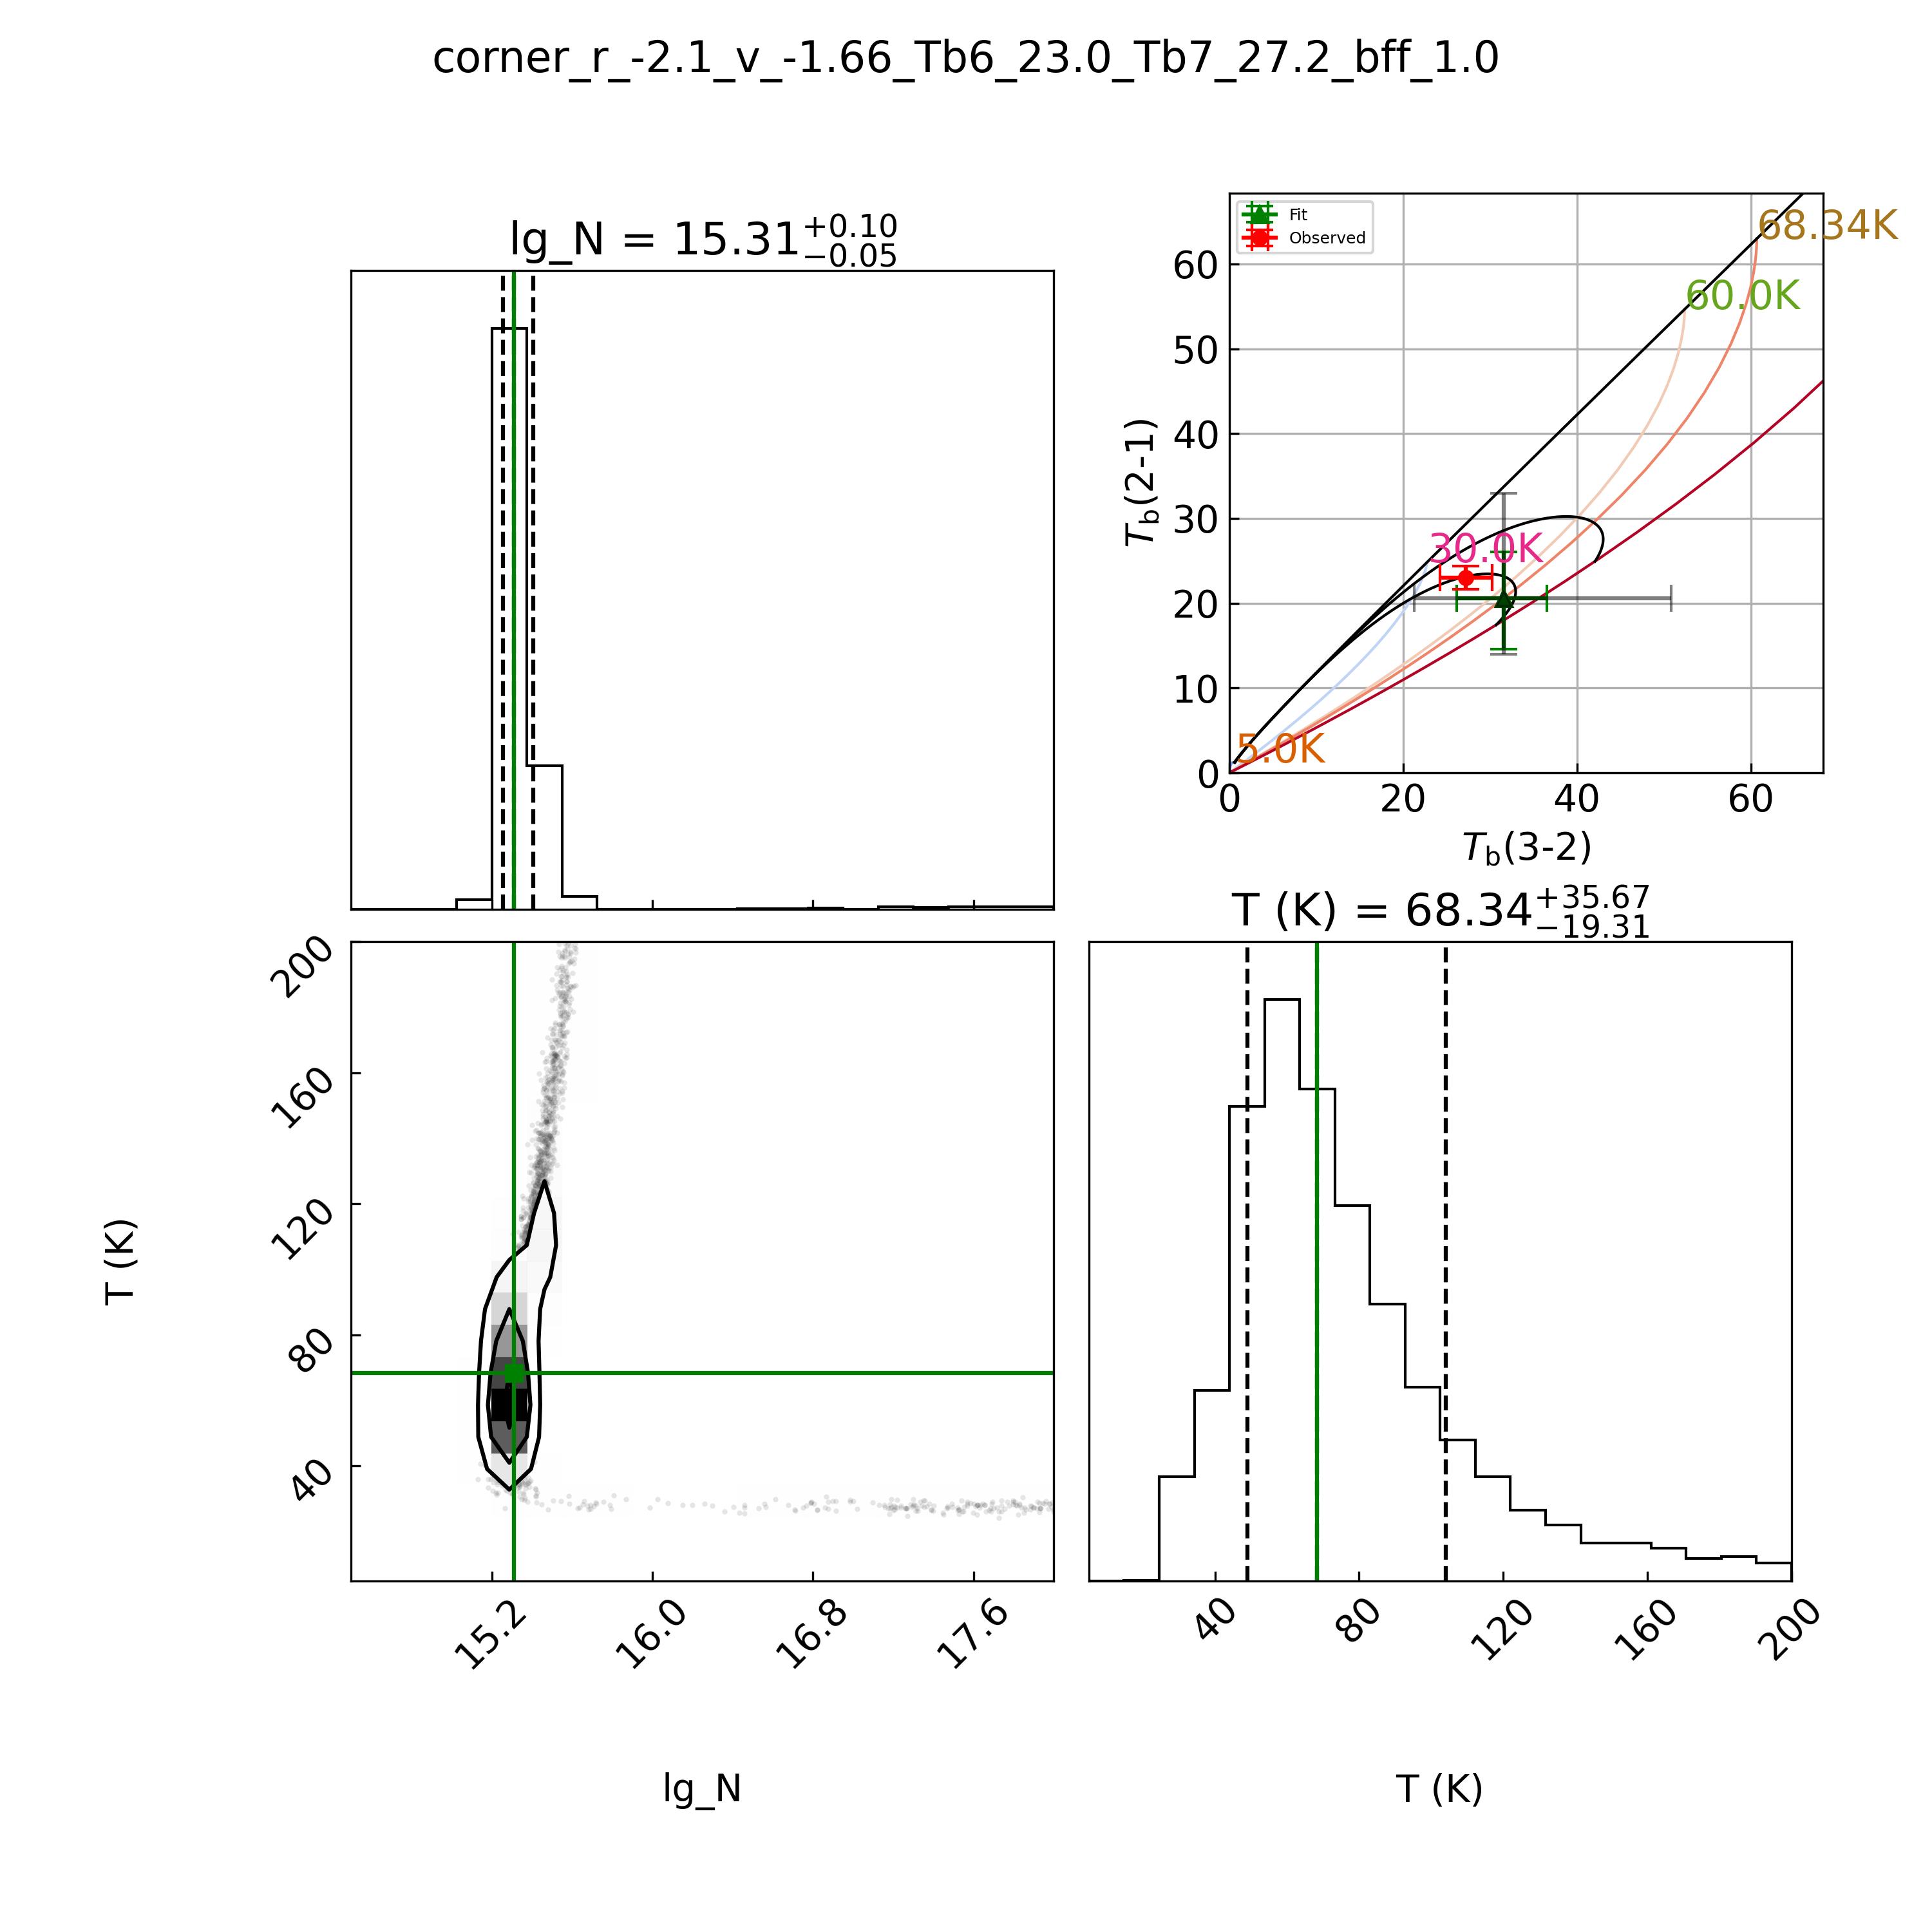 corner_r_-2.1_v_-1.66_Tb6_23.0_Tb7_27.2_bff_1.0
lg_N = 15.31+0.10−0.05
Fit
Observed
68.34K
60.0K
30.0K
5.0K
60
50
40
30
20
10
0
Tb(2-1)
0 20 40 60
Tb(3-2)
T (K) = 68.34+35.67−19.31
200
160
120
80
40
T (K)
15.2 16.0 16.8 17.6
lg_N
40 80 120 160 200
T (K)